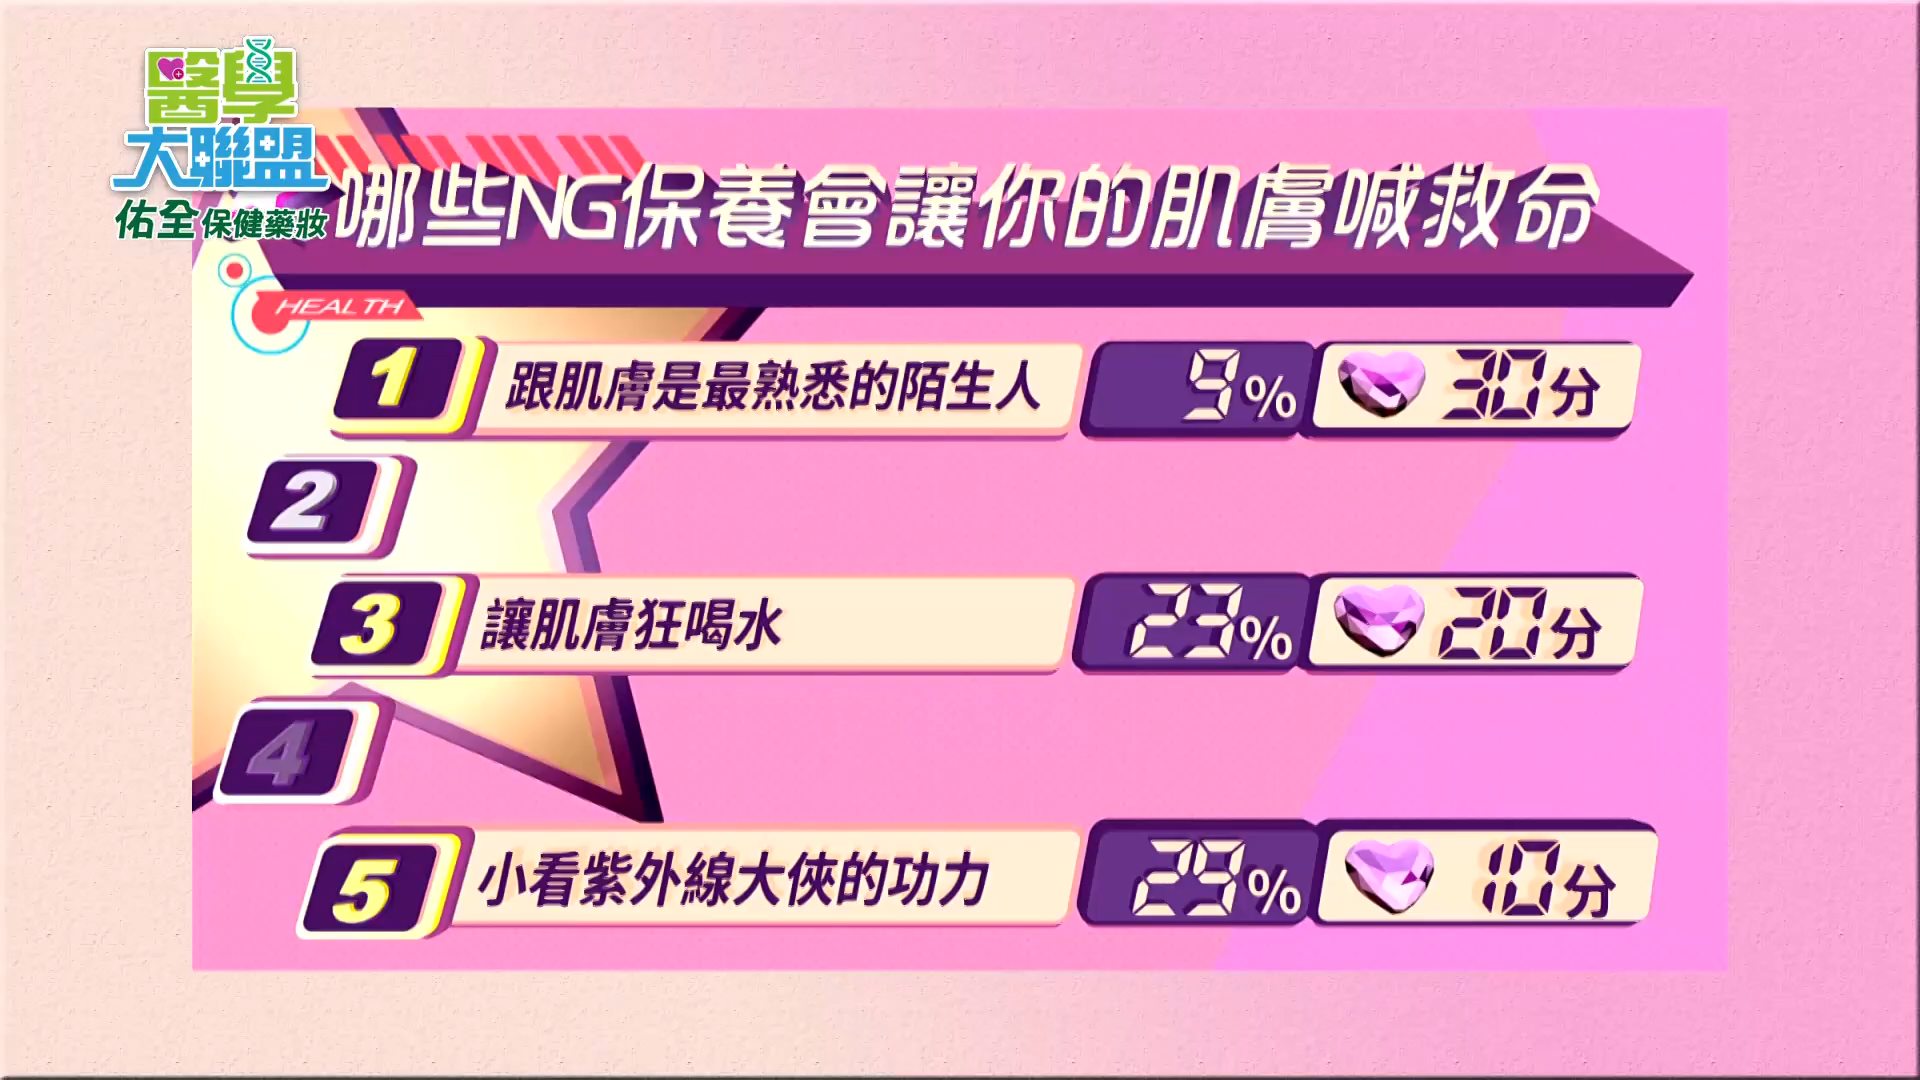 醫學
大聯盟
佑全保健藥妝
哪些NG保養會讓你的肌膚喊救命
HEALTH
1 跟肌膚是最熟悉的陌生人 9% 30分
2
3 讓肌膚狂喝水 23% 20分
4
5 小看紫外線大俠的功力 29% 10分